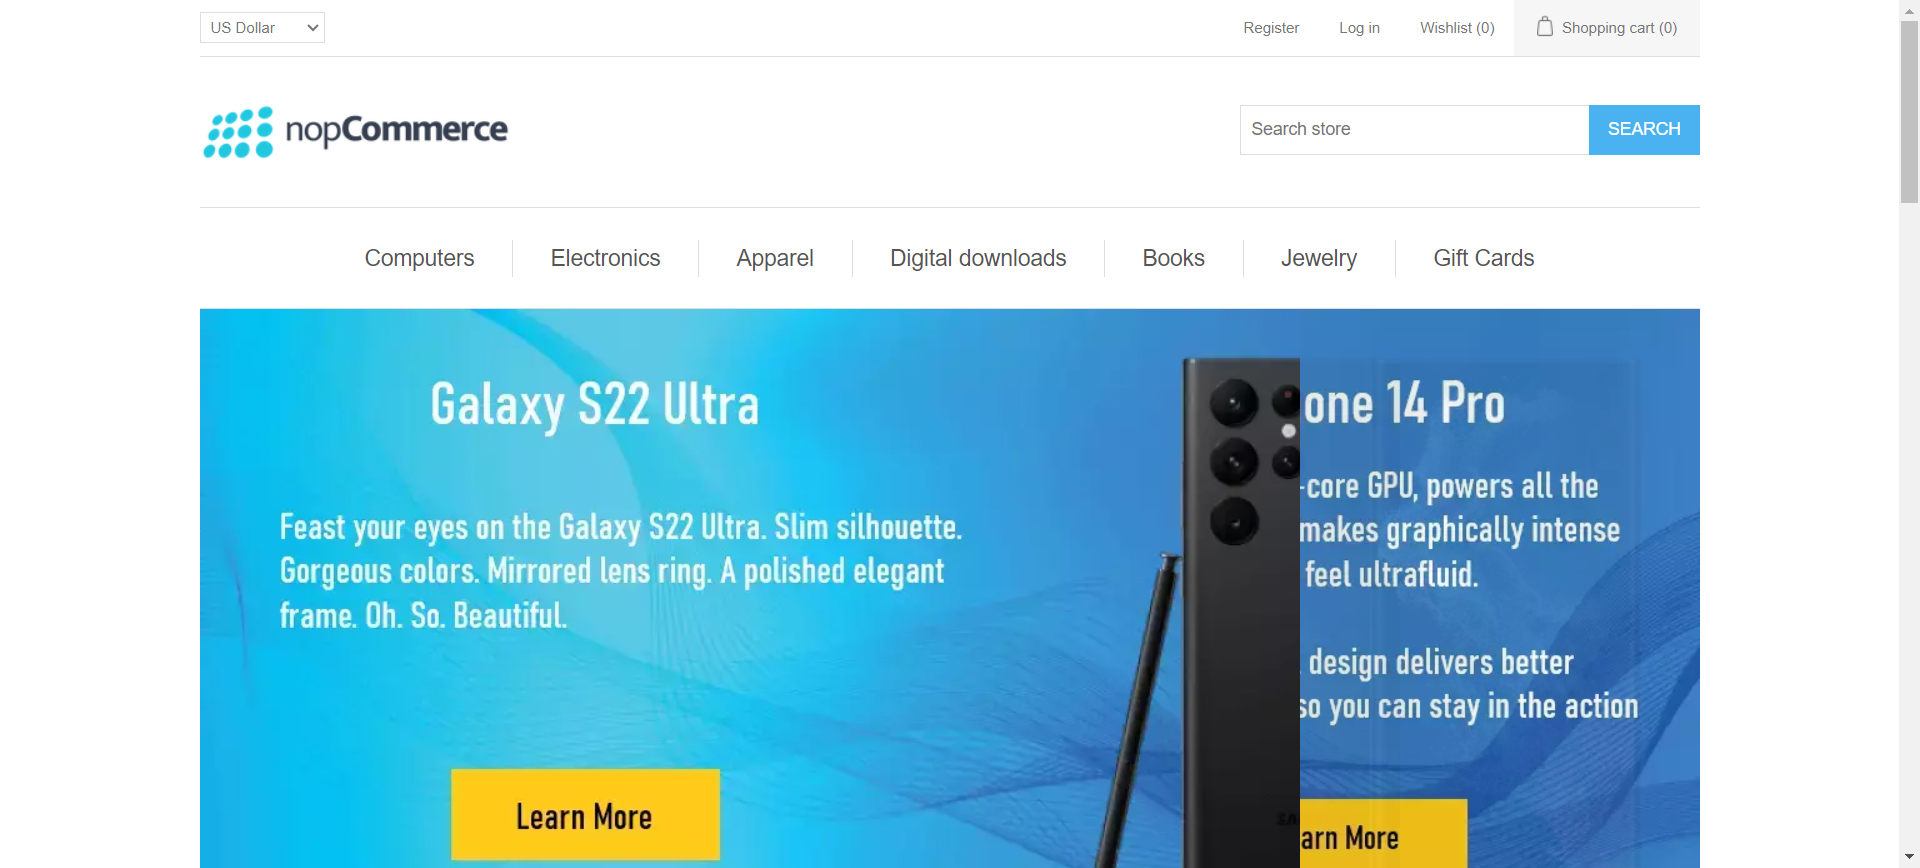 US Dollar
Register
Log in
Wishlist (0)
Shopping cart (0)
nopCommerce
Search store
SEARCH
Computers
Electronics
Apparel
Digital downloads
Books
Jewelry
Gift Cards
Galaxy S22 Ultra
Feast your eyes on the Galaxy S22 Ultra. Slim silhouette.
Gorgeous colors. Mirrored lens ring. A polished elegant
frame. Oh. So. Beautiful.
Learn More
one 14 Pro
-core GPU, powers all the
makes graphically intense
feel ultrafluid.
design delivers better
so you can stay in the action
arn More